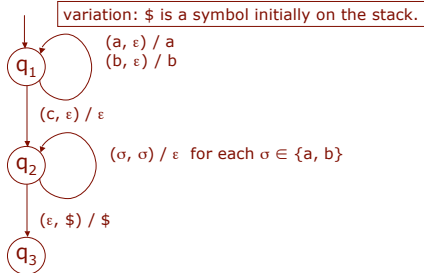 variation: $ is a symbol initially on the stack.
(a, ε) / a
(b, ε) / b
q1
(c, ε) / ε
(σ, σ) / ε for each σ ∈ {a, b}
q2
(ε, $) / $
q3